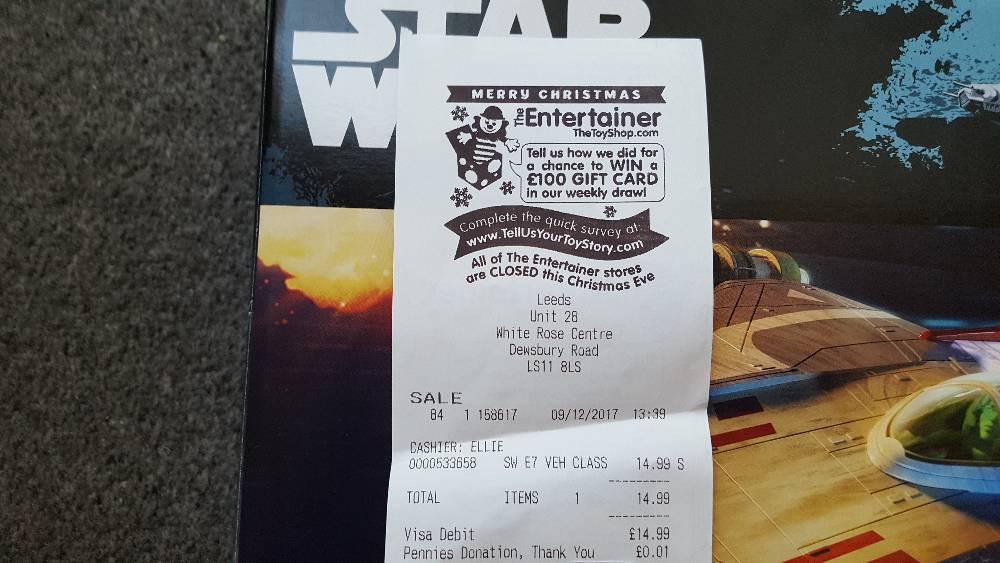 STAR
W
MERRY CHRISTMAS
The Entertainer
TheToyShop.com
Tell us how we did for
a chance to WIN a
£100 GIFT CARD
in our weekly draw!
Complete the quick survey at:
www.TellUsYourToyStory.com
All of The Entertainer stores
are CLOSED this Christmas Eve
Leeds
Unit 28
White Rose Centre
Dewsbury Road
LS11 8LS
SALE
84 1 158617 09/12/2017 13:39
CASHIER: ELLIE
0000533658 SW E7 VEH CLASS 14.99 S
TOTAL ITEMS 1 14.99
Visa Debit £14.99
Pennies Donation, Thank You £0.01